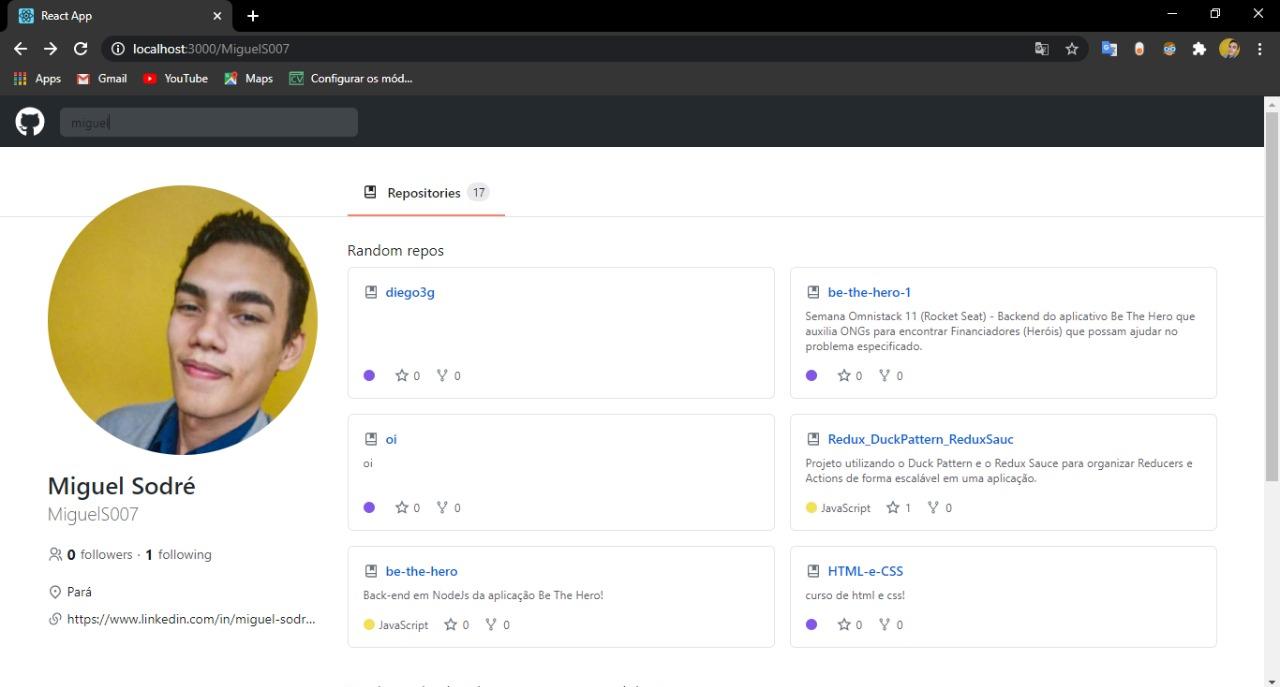 React App
localhost:3000/MiguelS007
Apps Gmail YouTube Maps Configurar os mód...
miguel
Repositories 17
Random repos
diego3g
0 0
be-the-hero-1
Semana Omnistack 11 (Rocket Seat) - Backend do aplicativo Be The Hero que
auxilia ONGs para encontrar Financiadores (Heróis) que possam ajudar no
problema especificado.
0 0
oi
oi
0 0
Redux_DuckPattern_ReduxSauc
Projeto utilizando o Duck Pattern e o Redux Sauce para organizar Reducers e
Actions de forma escalável em uma aplicação.
JavaScript 1 0
be-the-hero
Back-end em NodeJs da aplicação Be The Hero!
JavaScript 0 0
HTML-e-CSS
curso de html e css!
0 0
Miguel Sodré
MiguelS007
0 followers · 1 following
Pará
https://www.linkedin.com/in/miguel-sodr...